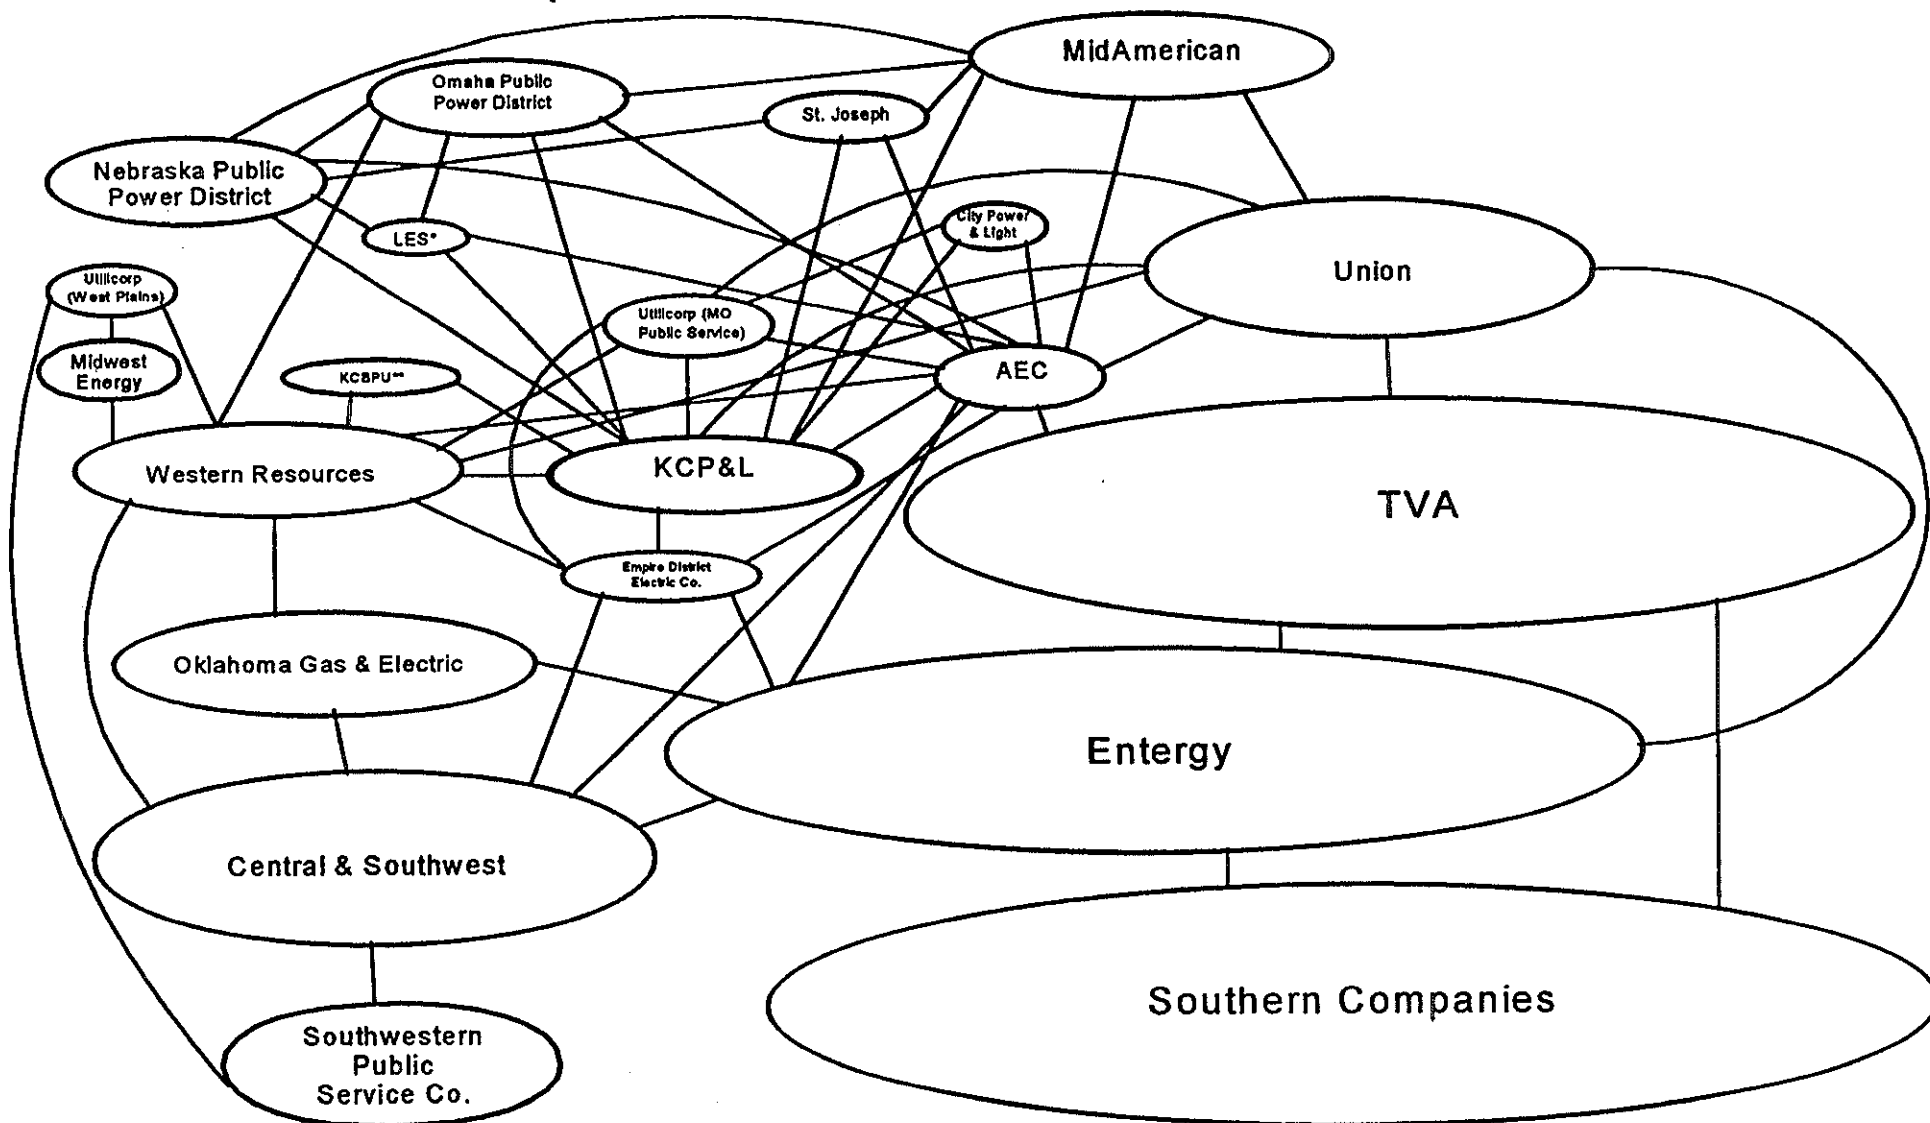 MidAmerican
Omaha Public
Power District
St. Joseph
Nebraska Public
Power District
City Power
& Light
LES*
Union
Utilicorp
(West Plains)
Utilicorp (MO
Public Service)
Midwest
Energy
KCBPU**
AEC
Western Resources
KCP&L
TVA
Empire District
Electric Co.
Oklahoma Gas & Electric
Entergy
Central & Southwest
Southern Companies
Southwestern
Public
Service Co.